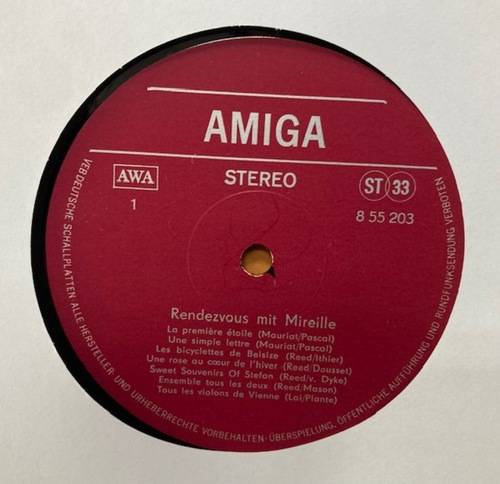 AMIGA
AWA
STEREO
ST 33
1
8 55 203
Rendezvous mit Mireille
La première étoile (Mauriat/Pascal)
Une simple lettre (Mauriat/Pascal)
Les bicyclettes de Belsize (Reed/Ithier)
Une rose au cœur de l'hiver (Reed/Dousset)
Sweet Souvenirs Of Stefan (Reed/v. Dyke)
Ensemble tous les deux (Reed/Mason)
Tous les violons de Vienne (Lai/Plante)
VEB DEUTSCHE SCHALLPLATTEN · ALLE HERSTELLER- UND URHEBERRECHTE VORBEHALTEN · ÜBERSPIELUNG, ÖFFENTLICHE AUFFÜHRUNG UND RUNDFUNKSENDUNG VERBOTEN